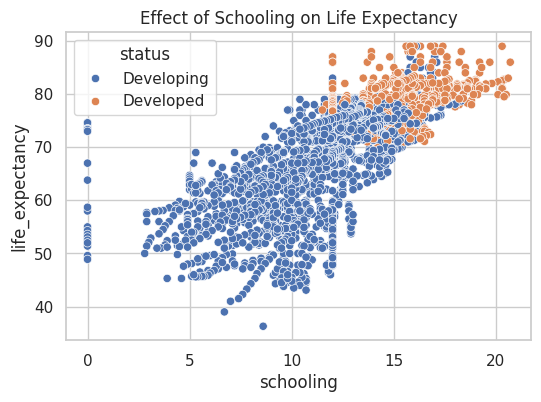 Effect of Schooling on Life Expectancy
status
Developing
Developed
life_expectancy
90
80
70
60
50
40
0
5
10
15
20
schooling